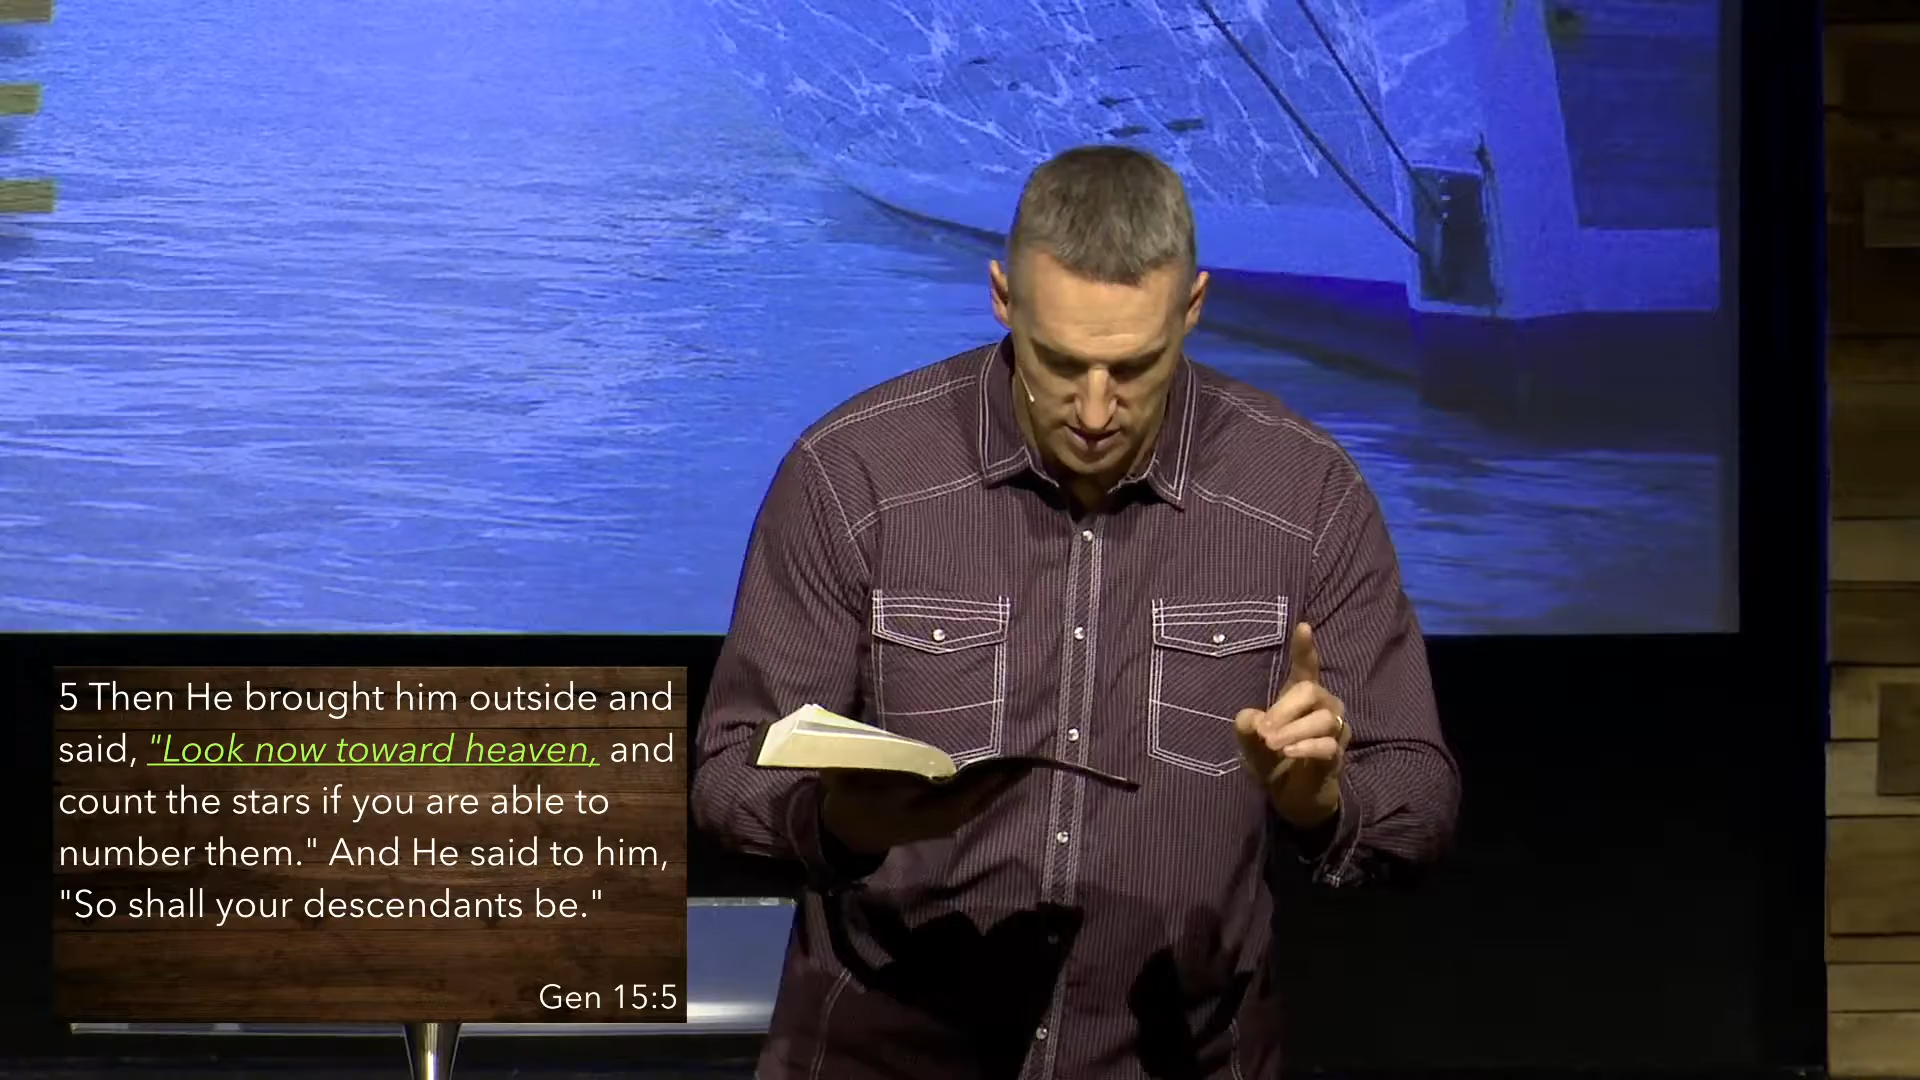 5 Then He brought him outside and
said, "Look now toward heaven, and
count the stars if you are able to
number them." And He said to him,
"So shall your descendants be."
Gen 15:5